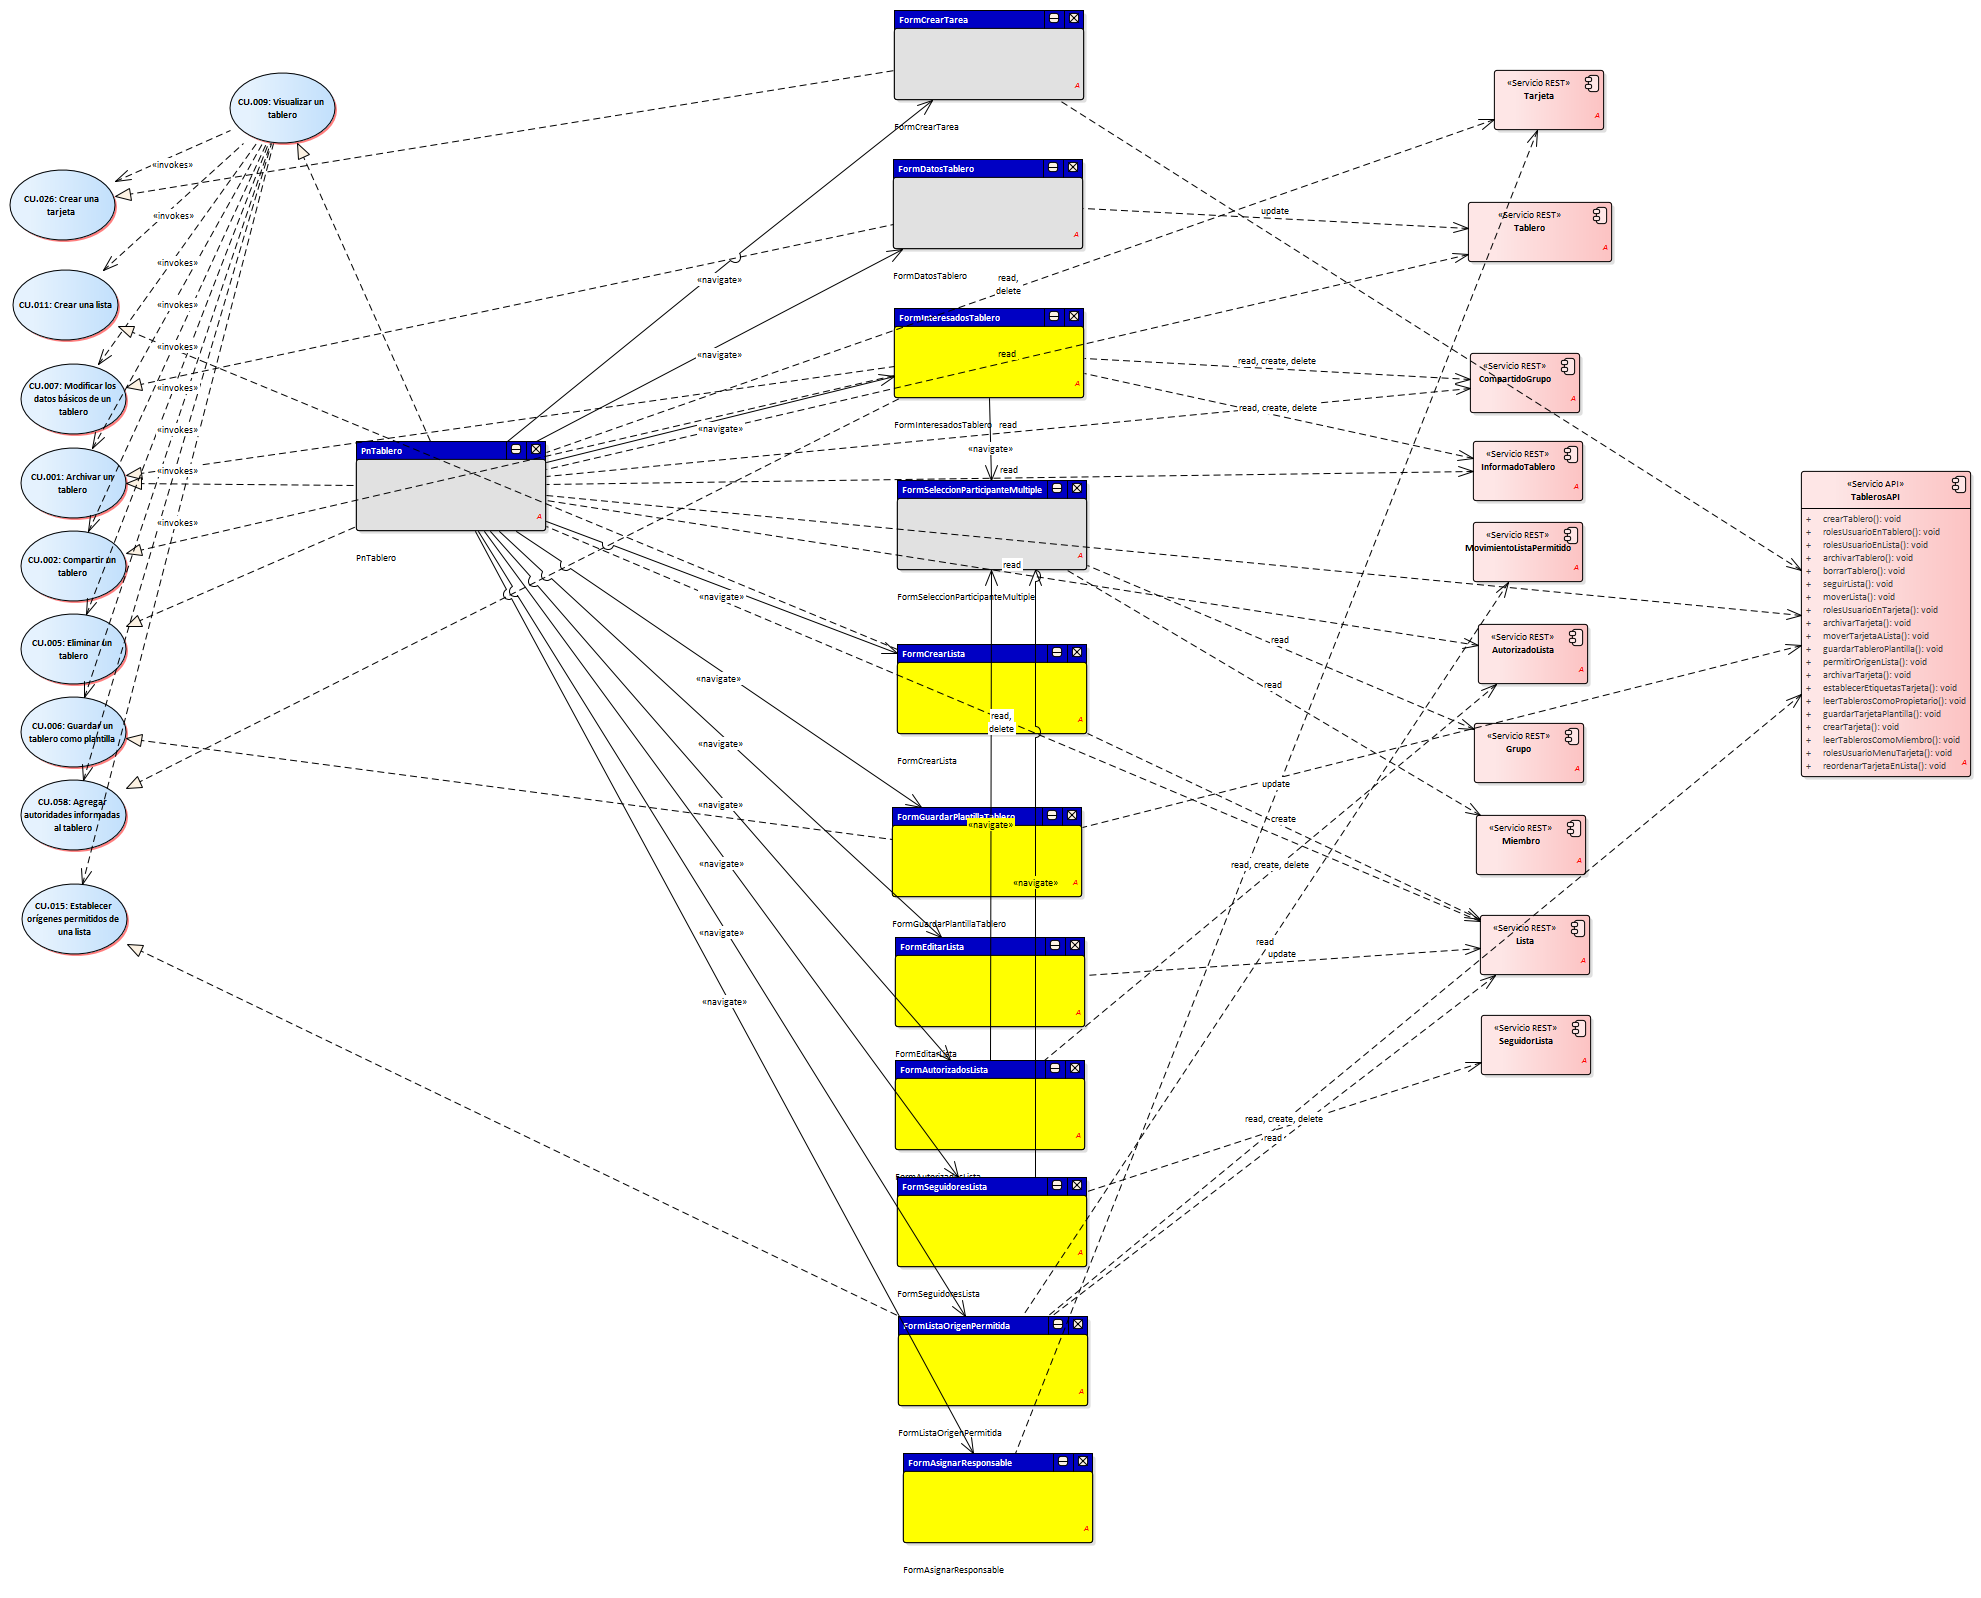 CU.009: Visualizar un
tablero
«invokes»
CU.026: Crear una
tarjeta
«invokes»
«invokes»
CU.011: Crear una lista
«invokes»
«invokes»
CU.007: Modificar los
datos básicos de un
tablero
«invokes»
«invokes»
CU.001: Archivar un
tablero
«invokes»
«invokes»
CU.002: Compartir un
tablero
CU.005: Eliminar un
tablero
CU.006: Guardar un
tablero como plantilla
CU.058: Agregar
autoridades informadas
al tablero
CU.015: Establecer
orígenes permitidos de
una lista
PnTablero
A
PnTablero
«navigate»
«navigate»
«navigate»
«navigate»
«navigate»
«navigate»
«navigate»
«navigate»
«navigate»
«navigate»
FormCrearTarea
A
FormCrearTarea
FormDatosTablero
A
FormDatosTablero
read,
delete
FormInteresadosTablero
read
A
FormInteresadosTablero
read
«navigate»
read
FormSeleccionParticipanteMultiple
A
read
FormSeleccionParticipanteMultiple
FormCrearLista
A
read,
delete
FormCrearLista
FormGuardarPlantillaTablero
«navigate»
«navigate»
A
FormGuardarPlantillaTablero
FormEditarLista
A
FormEditarLista
FormAutorizadosLista
A
FormAutorizadosLista
FormSeguidoresLista
A
FormSeguidoresLista
FormListaOrigenPermitida
A
FormListaOrigenPermitida
FormAsignarResponsable
A
FormAsignarResponsable
update
read, create, delete
read, create, delete
read
read
update
create
read, create, delete
read
update
read, create, delete
read
«Servicio REST»
Tarjeta
A
«Servicio REST»
Tablero
A
«Servicio REST»
CompartidoGrupo
A
«Servicio REST»
InformadoTablero
A
«Servicio REST»
MovimientoListaPermitido
A
«Servicio REST»
AutorizadoLista
A
«Servicio REST»
Grupo
A
«Servicio REST»
Miembro
A
«Servicio REST»
Lista
A
«Servicio REST»
SeguidorLista
A
«Servicio API»
TablerosAPI
+ crearTablero(): void
+ rolesUsuarioEnTablero(): void
+ rolesUsuarioEnLista(): void
+ archivarTablero(): void
+ borrarTablero(): void
+ seguirLista(): void
+ moverLista(): void
+ rolesUsuarioEnTarjeta(): void
+ archivarTarjeta(): void
+ moverTarjetaALista(): void
+ guardarTableroPlantilla(): void
+ permitirOrigenLista(): void
+ archivarTarjeta(): void
+ establecerEtiquetasTarjeta(): void
+ leerTablerosComoPropietario(): void
+ guardarTarjetaPlantilla(): void
+ crearTarjeta(): void
+ leerTablerosComoMiembro(): void
+ rolesUsuarioMenuTarjeta(): void
+ reordenarTarjetaEnLista(): void
A